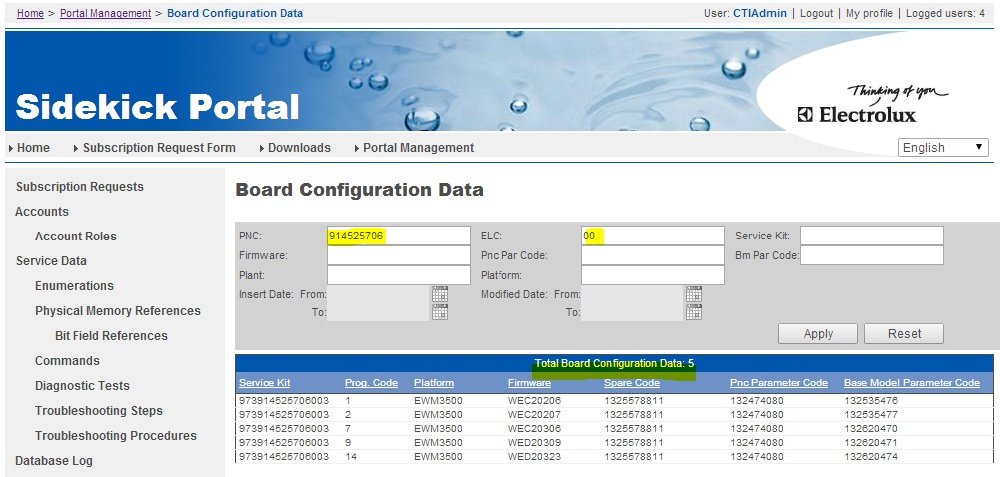 Home > Portal Management > Board Configuration Data
User: CTIAdmin | Logout | My profile | Logged users: 4
Sidekick Portal
Thinking of you
Electrolux
Home Subscription Request Form Downloads Portal Management
English
Subscription Requests
Accounts
Account Roles
Service Data
Enumerations
Physical Memory References
Bit Field References
Commands
Diagnostic Tests
Troubleshooting Steps
Troubleshooting Procedures
Database Log
Board Configuration Data
PNC: 914525706 ELC: 00 Service Kit:
Firmware: Pnc Par Code: Bm Par Code:
Plant: Platform:
Insert Date: From: Modified Date: From:
To: To:
Apply Reset
Total Board Configuration Data: 5
Service Kit Prog. Code Platform Firmware Spare Code Pnc Parameter Code Base Model Parameter Code
973914525706003 1 EWM3500 WEC20206 1325578811 132474080 132535476
973914525706003 2 EWM3500 WEC20207 1325578811 132474080 132535477
973914525706003 7 EWM3500 WEC20306 1325578811 132474080 132620470
973914525706003 9 EWM3500 WED20309 1325578811 132474080 132620471
973914525706003 14 EWM3500 WED20323 1325578811 132474080 132620474